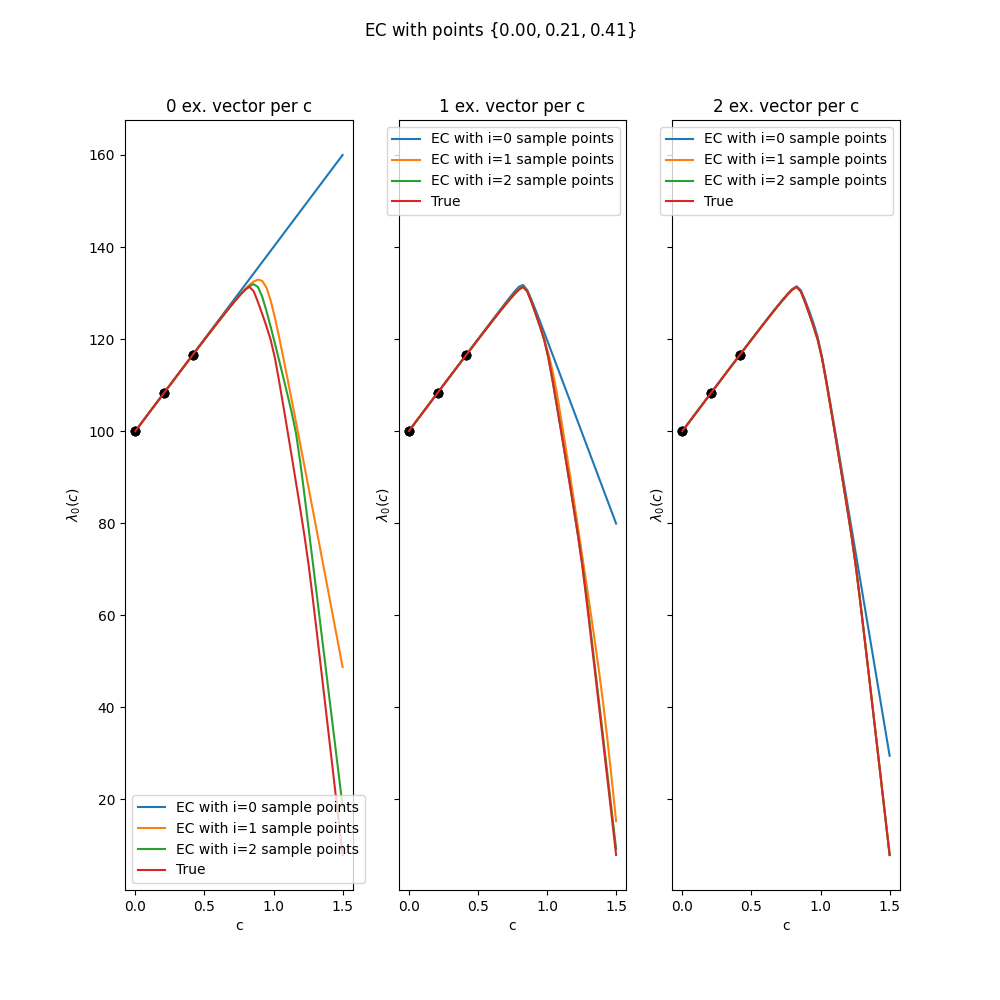 EC with points {0.00, 0.21, 0.41}
0 ex. vector per c
λ₀(c)
160
140
120
100
80
60
40
20
EC with i=0 sample points
EC with i=1 sample points
EC with i=2 sample points
True
0.0 0.5 1.0 1.5
c
1 ex. vector per c
EC with i=0 sample points
EC with i=1 sample points
EC with i=2 sample points
True
λ₀(c)
0.0 0.5 1.0 1.5
c
2 ex. vector per c
EC with i=0 sample points
EC with i=1 sample points
EC with i=2 sample points
True
λ₀(c)
0.0 0.5 1.0 1.5
c